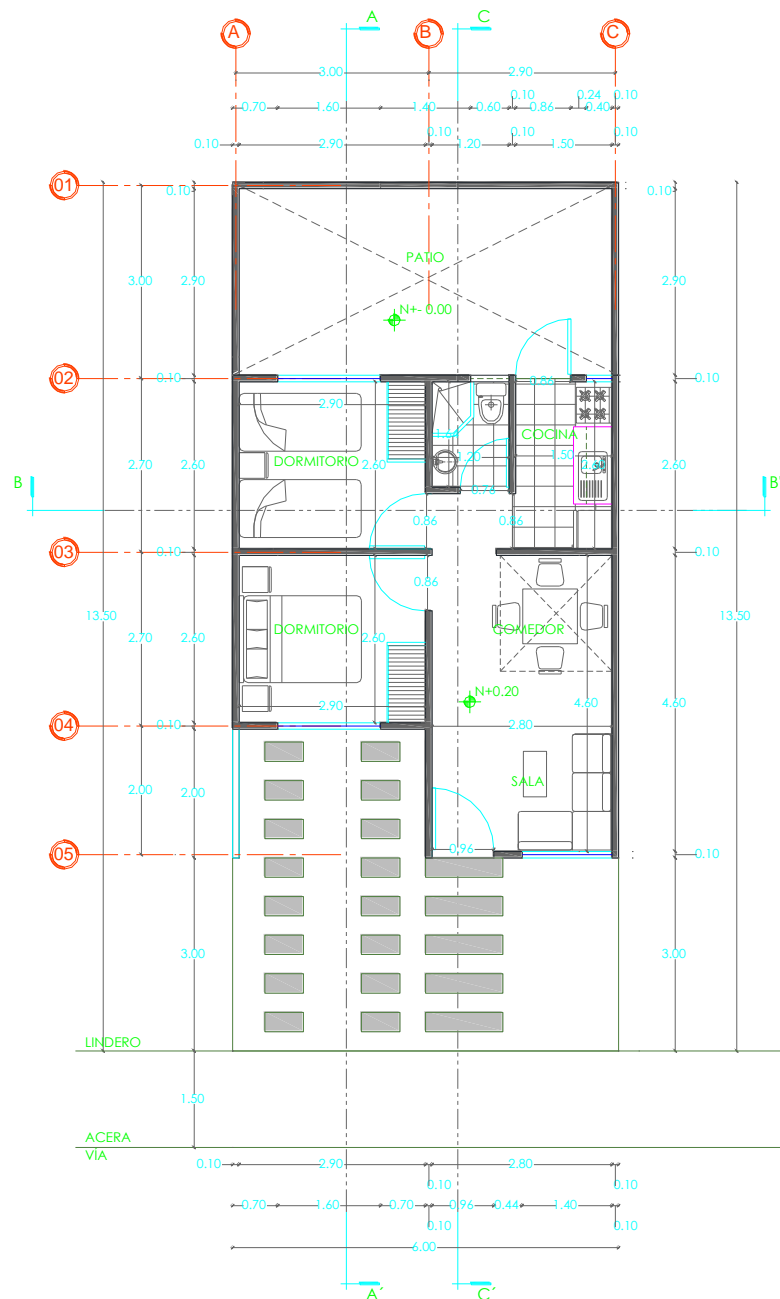 A C
A B C
3.00 2.90
0.10 0.24 0.10
0.70 1.60 1.40 0.60 0.86 0.40
0.10 0.10 0.10
0.10 2.90 1.20 1.50 0.10
01
0.10 0.10
PATIO
3.00 2.90 2.90
N+- 0.00
02
0.10 0.86 0.10
2.90
COCINA
2.70 2.60 DORMITORIO 2.60 1.20 1.50 2.60
B B'
0.76
0.86 0.86
03
0.10 0.10
0.86
13.50 13.50
2.70 2.60 DORMITORIO 2.60 COMEDOR
N+0.20
2.90 4.60 4.60
04
0.10 2.80
2.00 2.00 SALA
0.96
05
0.10
3.00 3.00
LINDERO
1.50
ACERA
VÍA
0.10 2.90 2.80
0.10 0.10
0.70 1.60 0.70 0.96 0.44 1.40
0.10 0.10
6.00
A´ C´